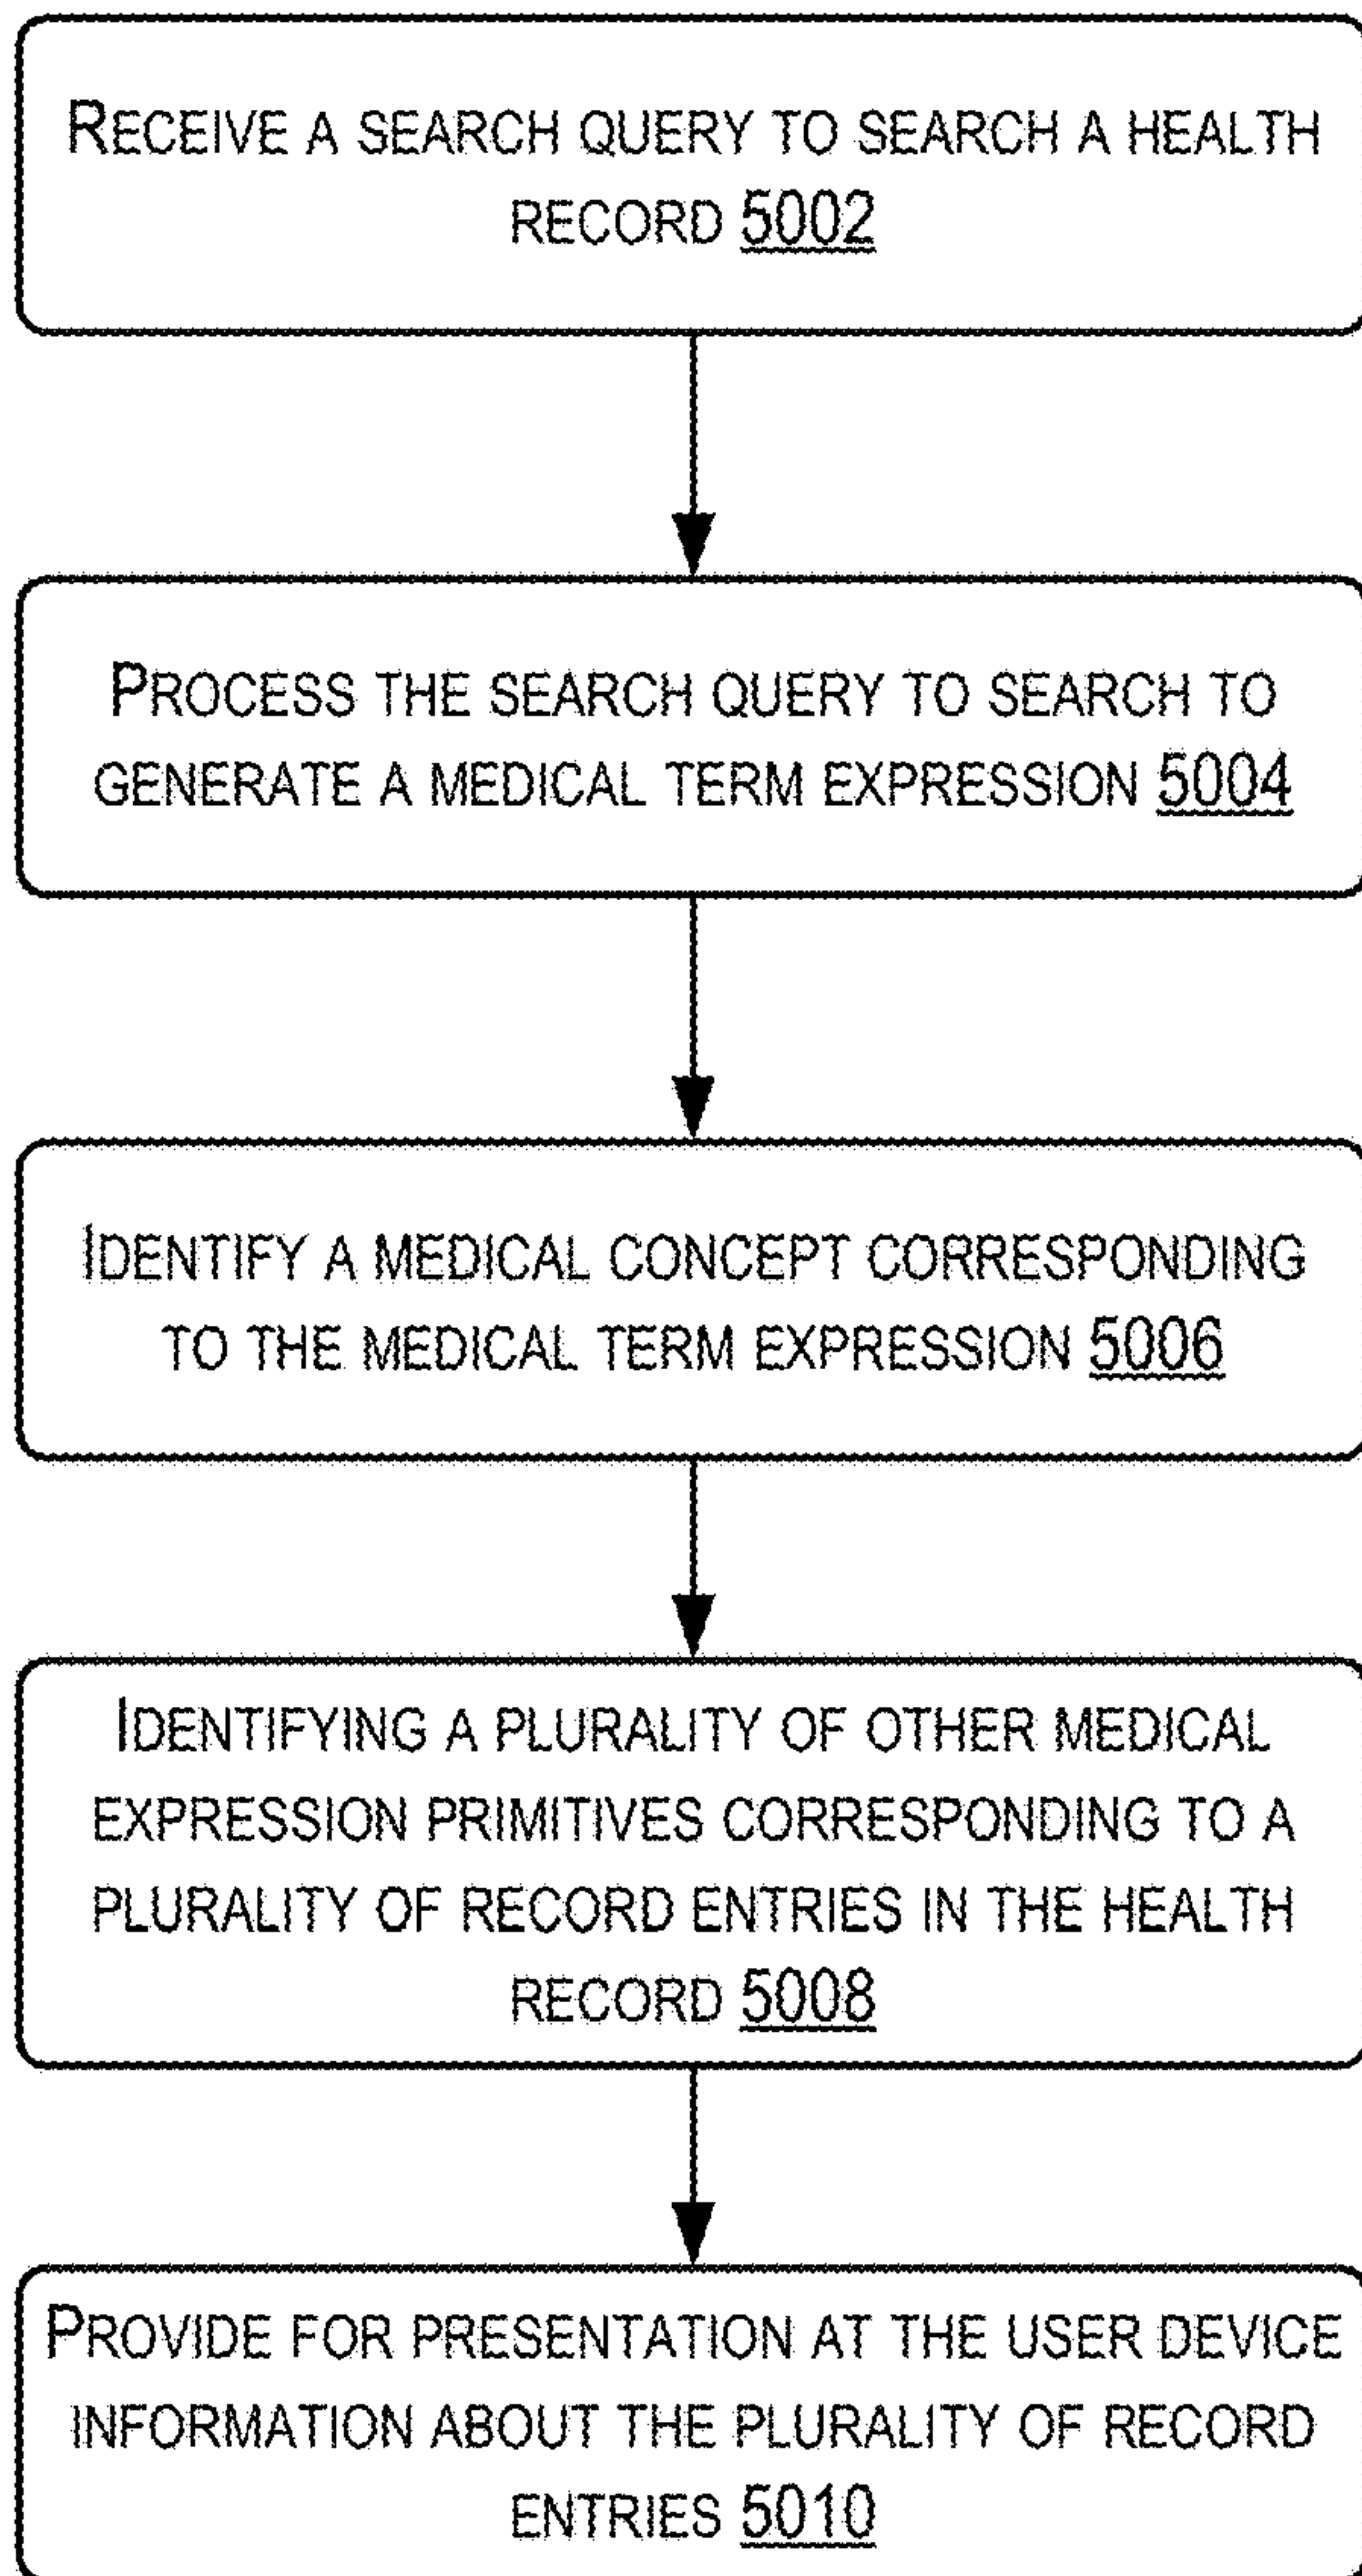 RECEIVE A SEARCH QUERY TO SEARCH A HEALTH
RECORD 5002
PROCESS THE SEARCH QUERY TO SEARCH TO
GENERATE A MEDICAL TERM EXPRESSION 5004
IDENTIFY A MEDICAL CONCEPT CORRESPONDING
TO THE MEDICAL TERM EXPRESSION 5006
IDENTIFYING A PLURALITY OF OTHER MEDICAL
EXPRESSION PRIMITIVES CORRESPONDING TO A
PLURALITY OF RECORD ENTRIES IN THE HEALTH
RECORD 5008
PROVIDE FOR PRESENTATION AT THE USER DEVICE
INFORMATION ABOUT THE PLURALITY OF RECORD
ENTRIES 5010